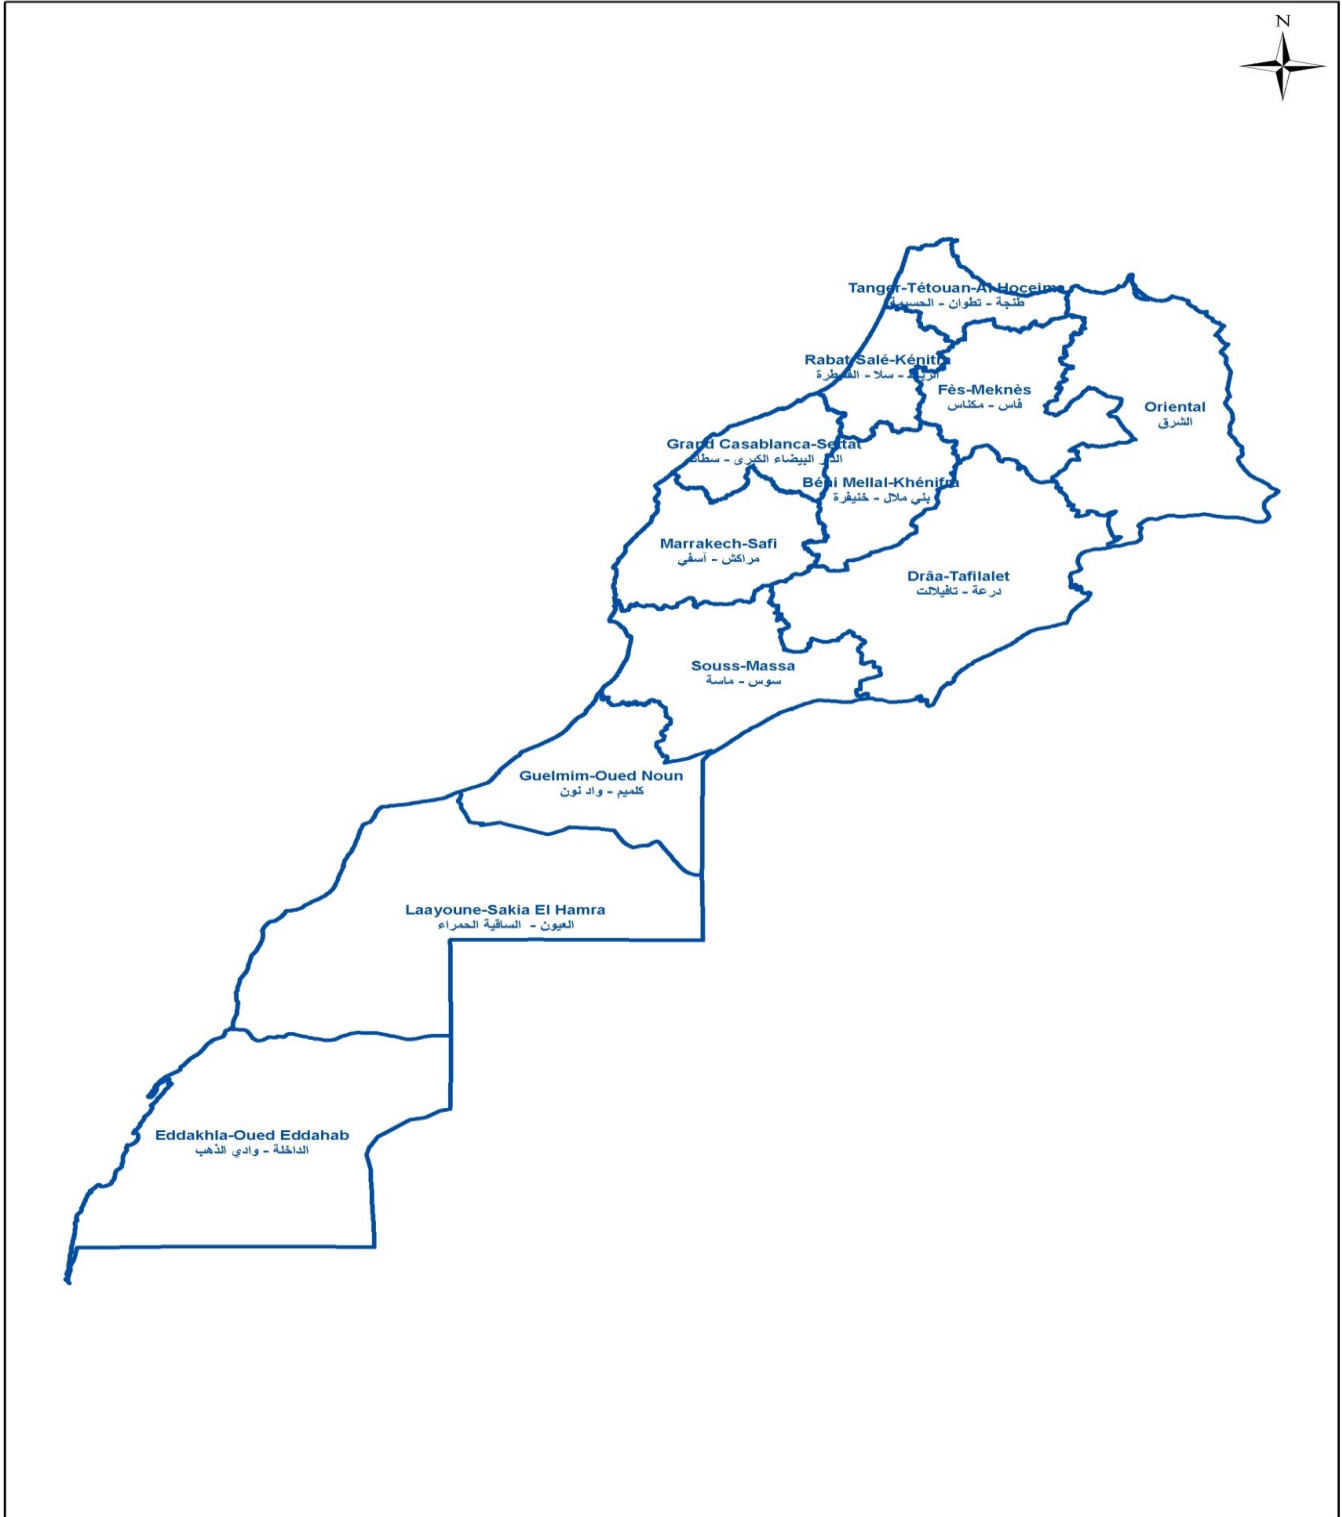 N
Tanger-Tétouan-Al Hoceima
طنجة - تطوان - الحسيمة
Rabat-Salé-Kénitra
الرباط - سلا - القنيطرة
Fès-Meknès
فاس - مكناس
Oriental
الشرق
Grand Casablanca-Settat
الدار البيضاء الكبرى - سطات
Béni Mellal-Khénifra
بني ملال - خنيفرة
Marrakech-Safi
مراكش - آسفي
Drâa-Tafilalet
درعة - تافيلالت
Souss-Massa
سوس - ماسة
Guelmim-Oued Noun
كلميم - واد نون
Laayoune-Sakia El Hamra
العيون - الساقية الحمراء
Eddakhla-Oued Eddahab
الداخلة - وادي الذهب